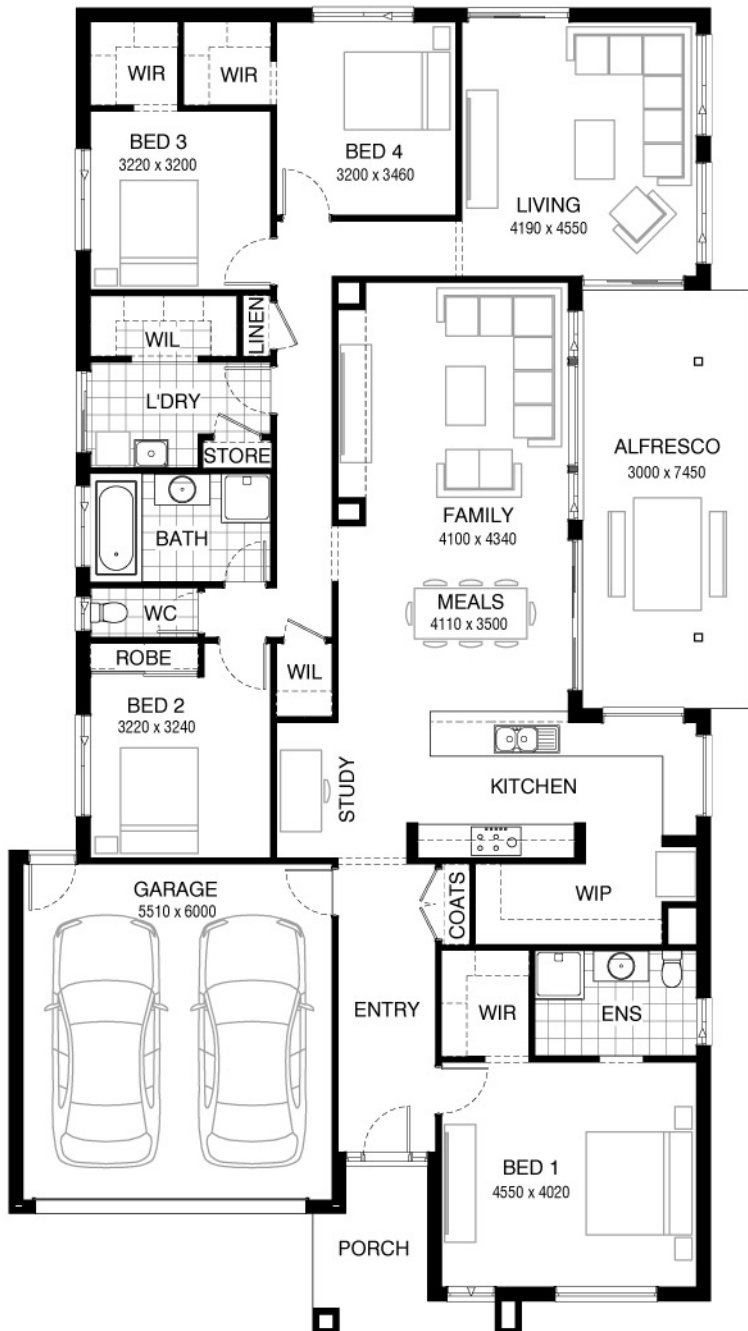 WIR
WIR
BED 3
3220 x 3200
BED 4
3200 x 3460
LIVING
4190 x 4550
WIL
LINEN
L'DRY
STORE
ALFRESCO
3000 x 7450
FAMILY
4100 x 4340
BATH
WC
MEALS
4110 x 3500
ROBE
WIL
BED 2
3220 x 3240
STUDY
KITCHEN
GARAGE
5510 x 6000
COATS
WIP
ENTRY
WIR
ENS
BED 1
4550 x 4020
PORCH